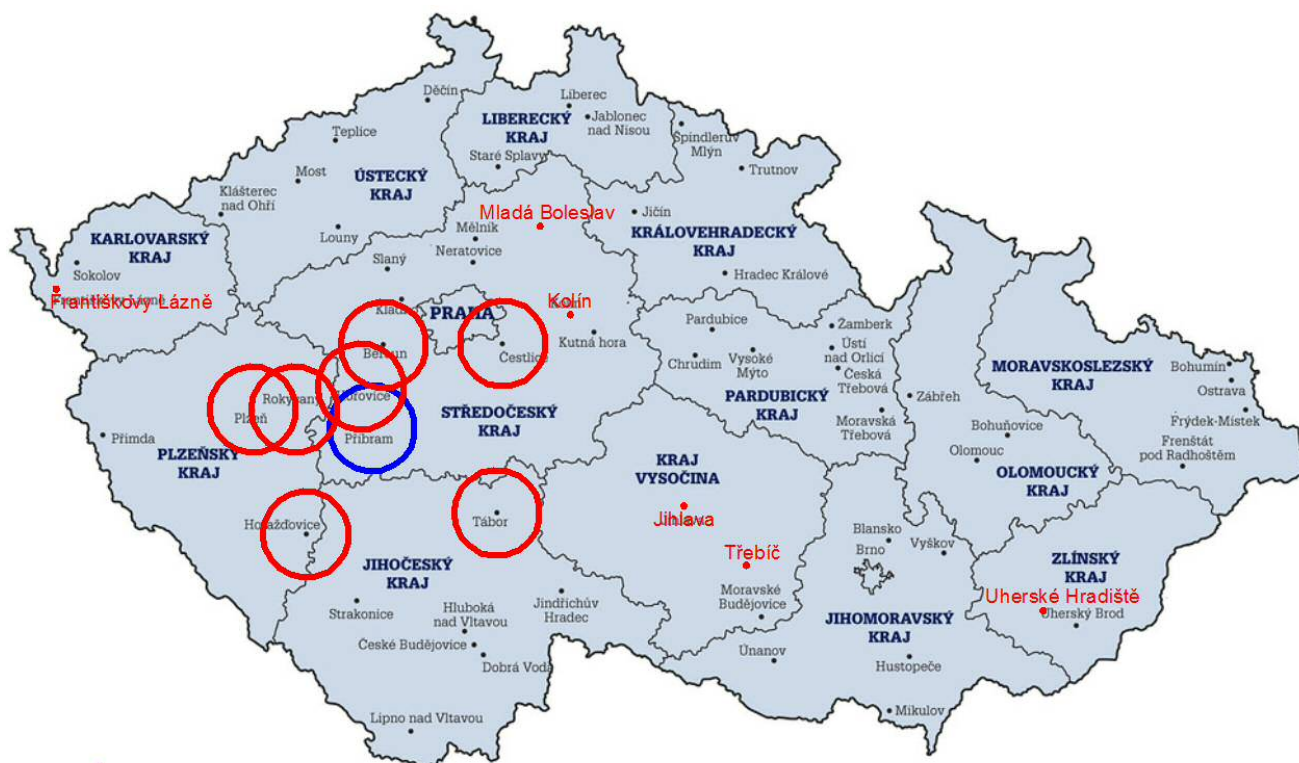 Děčín
Liberec
LIBERECKÝ
KRAJ
Jablonec
nad Nisou
Špindlerův
Mlýn
Teplice
Staré Splavy
Trutnov
Most
ÚSTECKÝ
KRAJ
Klášterec
nad Ohří
Mladá Boleslav
Jičín
KRÁLOVEHRADECKÝ
KRAJ
Louny
Mělník
Neratovice
KARLOVARSKÝ
KRAJ
Sokolov
Slaný
Hradec Králové
Františkovy Lázně
Kladno
PRAHA
Kolín
Kutná hora
Beroun
Čestlice
Pardubice
Chrudim
Vysoké
Mýto
Žamberk
Ústí
nad Orlicí
Česká
Třebová
PARDUBICKÝ
KRAJ
Moravská
Třebová
Zábřeh
MORAVSKOSLEZSKÝ
KRAJ
Bohumín
Ostrava
Frýdek-Místek
Frenštát
pod Radhoštěm
Rokycany
Hořovice
Plzeň
Příbram
STŘEDOČESKÝ
KRAJ
Přimda
PLZEŇSKÝ
KRAJ
Bohuňovice
Olomouc
OLOMOUCKÝ
KRAJ
KRAJ
VYSOČINA
Jihlava
Horažďovice
Tábor
Třebíč
Blansko
Brno
Vyškov
ZLÍNSKÝ
KRAJ
JIHOČESKÝ
KRAJ
Strakonice
Hluboká
nad Vltavou
Jindřichův
Hradec
Moravské
Budějovice
Uherské Hradiště
Uherský Brod
JIHOMORAVSKÝ
KRAJ
České Budějovice
Dobrá Voda
Únanov
Hustopeče
Lipno nad Vltavou
Mikulov